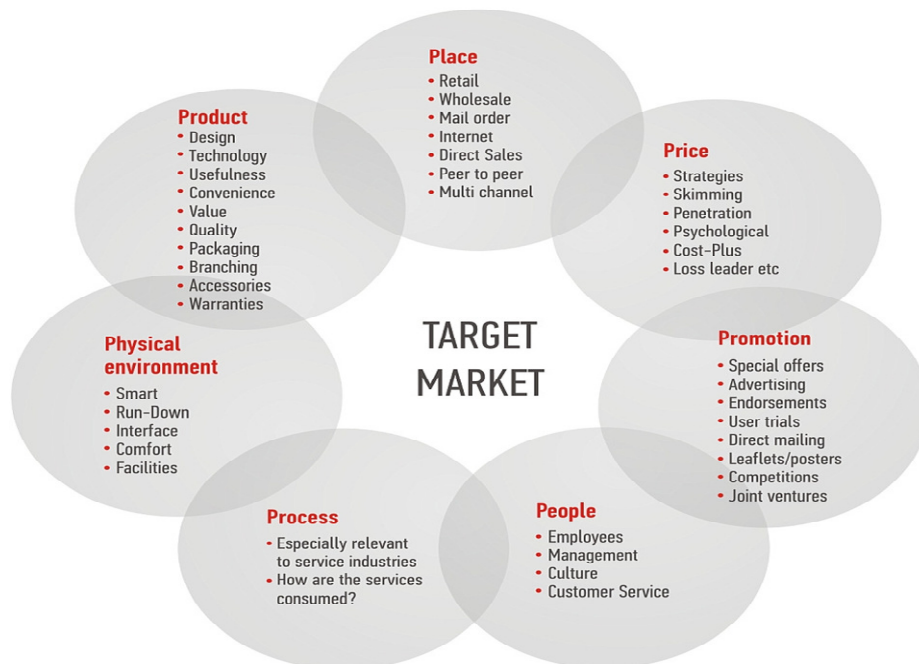 Place
• Retail
• Wholesale
• Mail order
• Internet
• Direct Sales
• Peer to peer
• Multi channel
Product
• Design
• Technology
• Usefulness
• Convenience
• Value
• Quality
• Packaging
• Branching
• Accessories
• Warranties
Price
• Strategies
• Skimming
• Penetration
• Psychological
• Cost-Plus
• Loss leader etc
TARGET
MARKET
Physical
environment
• Smart
• Run-Down
• Interface
• Comfort
• Facilities
Promotion
• Special offers
• Advertising
• Endorsements
• User trials
• Direct mailing
• Leaflets/posters
• Competitions
• Joint ventures
Process
• Especially relevant
to service industries
• How are the services
consumed?
People
• Employees
• Management
• Culture
• Customer Service